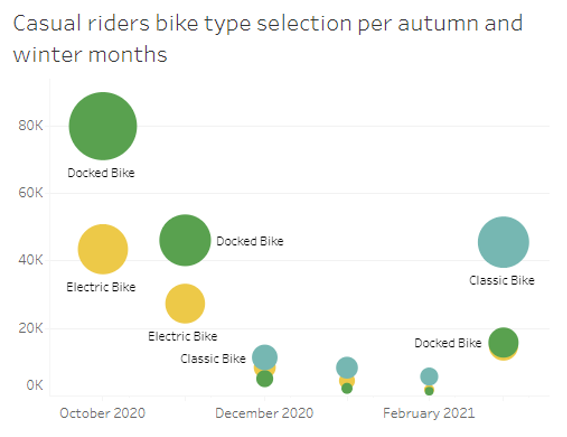 Casual riders bike type selection per autumn and
winter months
80K
Docked Bike
60K
Docked Bike
40K
Electric Bike
Classic Bike
20K
Electric Bike
Docked Bike
Classic Bike
0K
October 2020
December 2020
February 2021